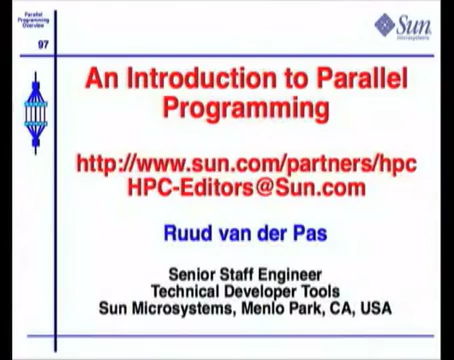 Parallel
Programming
Overview
97
Sun
microsystems
An Introduction to Parallel
Programming
http://www.sun.com/partners/hpc
HPC-Editors@Sun.com
Ruud van der Pas
Senior Staff Engineer
Technical Developer Tools
Sun Microsystems, Menlo Park, CA, USA